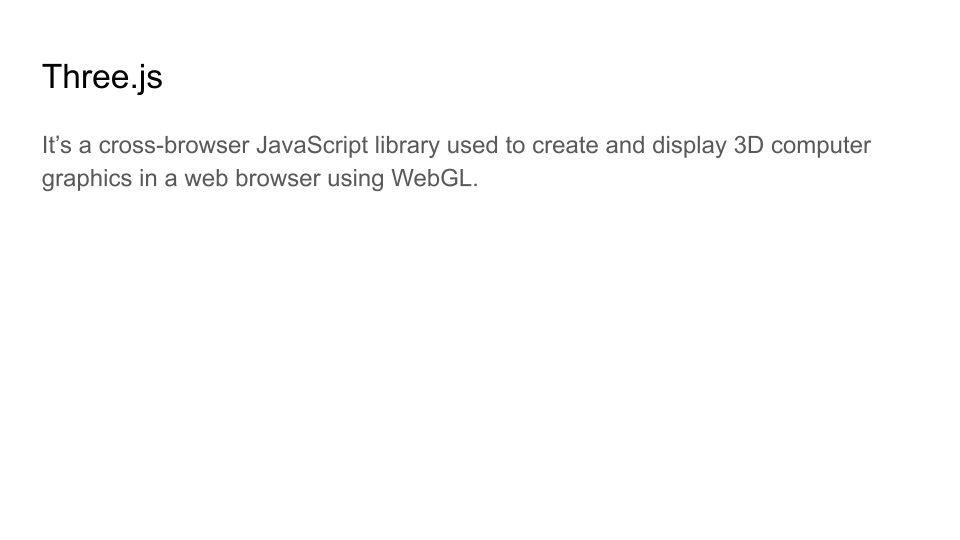 Three.js
It’s a cross-browser JavaScript library used to create and display 3D computer
graphics in a web browser using WebGL.